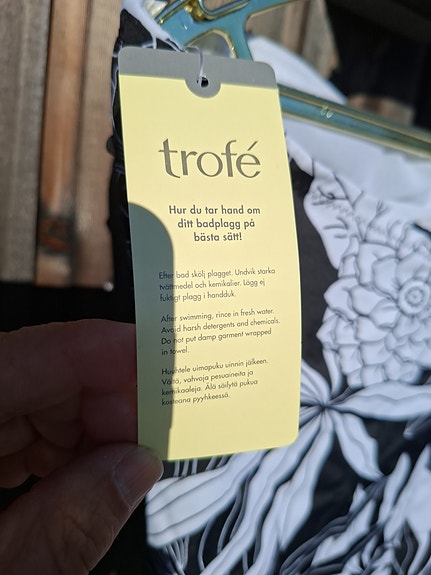 trofé
Hur du tar hand om
ditt badplagg på
bästa sätt!
Efter bad skölj plagget. Undvik starka
tvättmedel och kemikalier. Lägg ej
fuktigt plagg i handduk.
After swimming, rince in fresh water.
Avoid harsh detergents and chemicals.
Do not put damp garment wrapped
in towel.
Huuhtele uimapuku uinnin jälkeen.
Vältä, vahvoja pesuaineita ja
kemikaaleja. Älä säilytä pukua
kosteana pyyhkeessä.